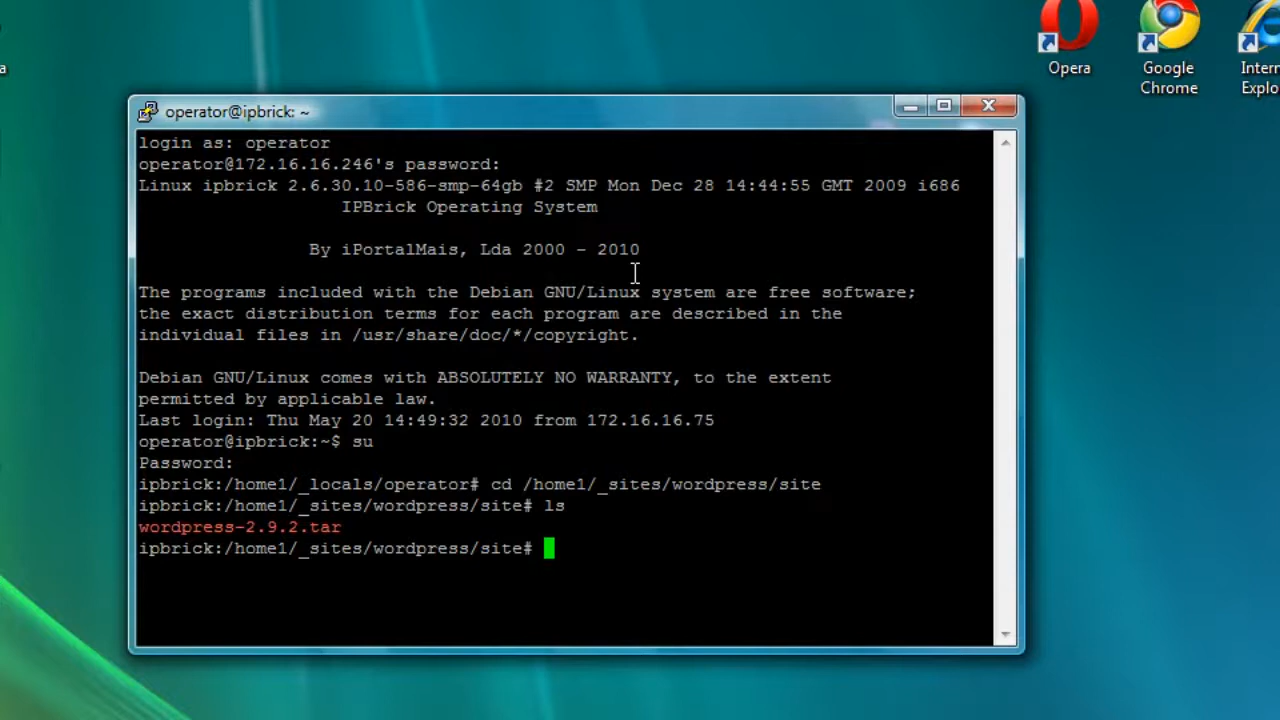 a
Opera
Google
Chrome
Intern
Explo
operator@ipbrick: ~
login as: operator
operator@172.16.16.246's password:
Linux ipbrick 2.6.30.10-586-smp-64gb #2 SMP Mon Dec 28 14:44:55 GMT 2009 i686
IPBrick Operating System
By iPortalMais, Lda 2000 - 2010
The programs included with the Debian GNU/Linux system are free software;
the exact distribution terms for each program are described in the
individual files in /usr/share/doc/*/copyright.
Debian GNU/Linux comes with ABSOLUTELY NO WARRANTY, to the extent
permitted by applicable law.
Last login: Thu May 20 14:49:32 2010 from 172.16.16.75
operator@ipbrick:~$ su
Password:
ipbrick:/home1/_locals/operator# cd /home1/_sites/wordpress/site
ipbrick:/home1/_sites/wordpress/site# ls
wordpress-2.9.2.tar
ipbrick:/home1/_sites/wordpress/site#